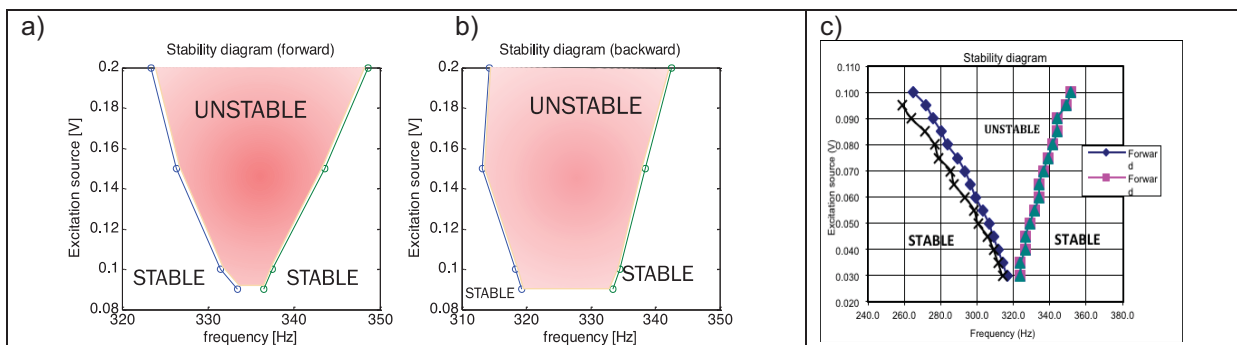 a)
Stability diagram (forward)
0.2
0.18
0.16
0.14
0.12
0.1
0.08
Excitation source [V]
UNSTABLE
STABLE
STABLE
320
330
340
350
frequency [Hz]
b)
Stability diagram (backward)
0.2
0.18
0.16
0.14
0.12
0.1
0.08
Excitation source [V]
UNSTABLE
STABLE
STABLE
310
320
330
340
350
frequency [Hz]
c)
Stability diagram
0.110
0.100
0.090
0.080
0.070
0.060
0.050
0.040
0.030
0.020
Excitation source (V)
UNSTABLE
STABLE
STABLE
Forwar
d
Forwar
d
240.0 260.0 280.0 300.0 320.0 340.0 360.0 380.0
Frequency (Hz)